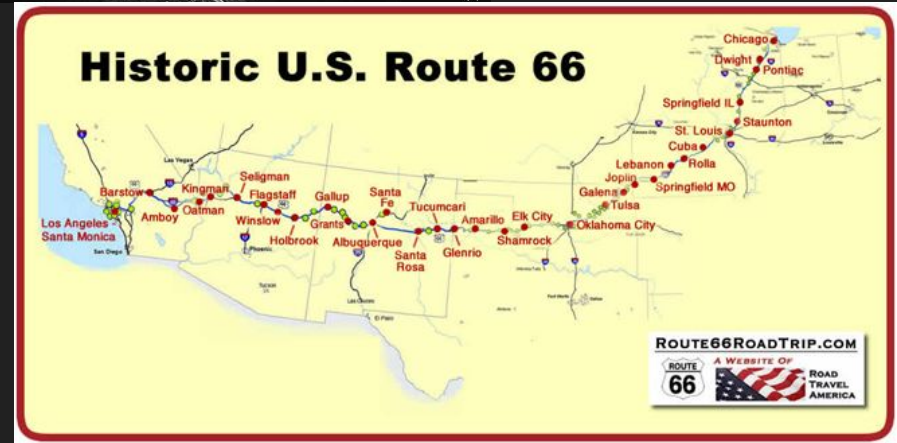 Historic U.S. Route 66
Chicago
Dwight
Pontiac
Springfield IL
Staunton
St. Louis
Cuba
Rolla
Lebanon
Springfield MO
Joplin
Galena
Tulsa
Oklahoma City
Elk City
Shamrock
Amarillo
Glenrio
Tucumcari
Santa
Rosa
Santa
Fe
Albuquerque
Grants
Gallup
Holbrook
Winslow
Flagstaff
Seligman
Kingman
Oatman
Amboy
Barstow
Los Angeles
Santa Monica
Las Vegas
San Diego
Phoenix
Tucson
Las Cruces
El Paso
Kansas City
ROUTE66ROADTRIP.COM
ROUTE
66
A WEBSITE OF
ROAD
TRAVEL
AMERICA